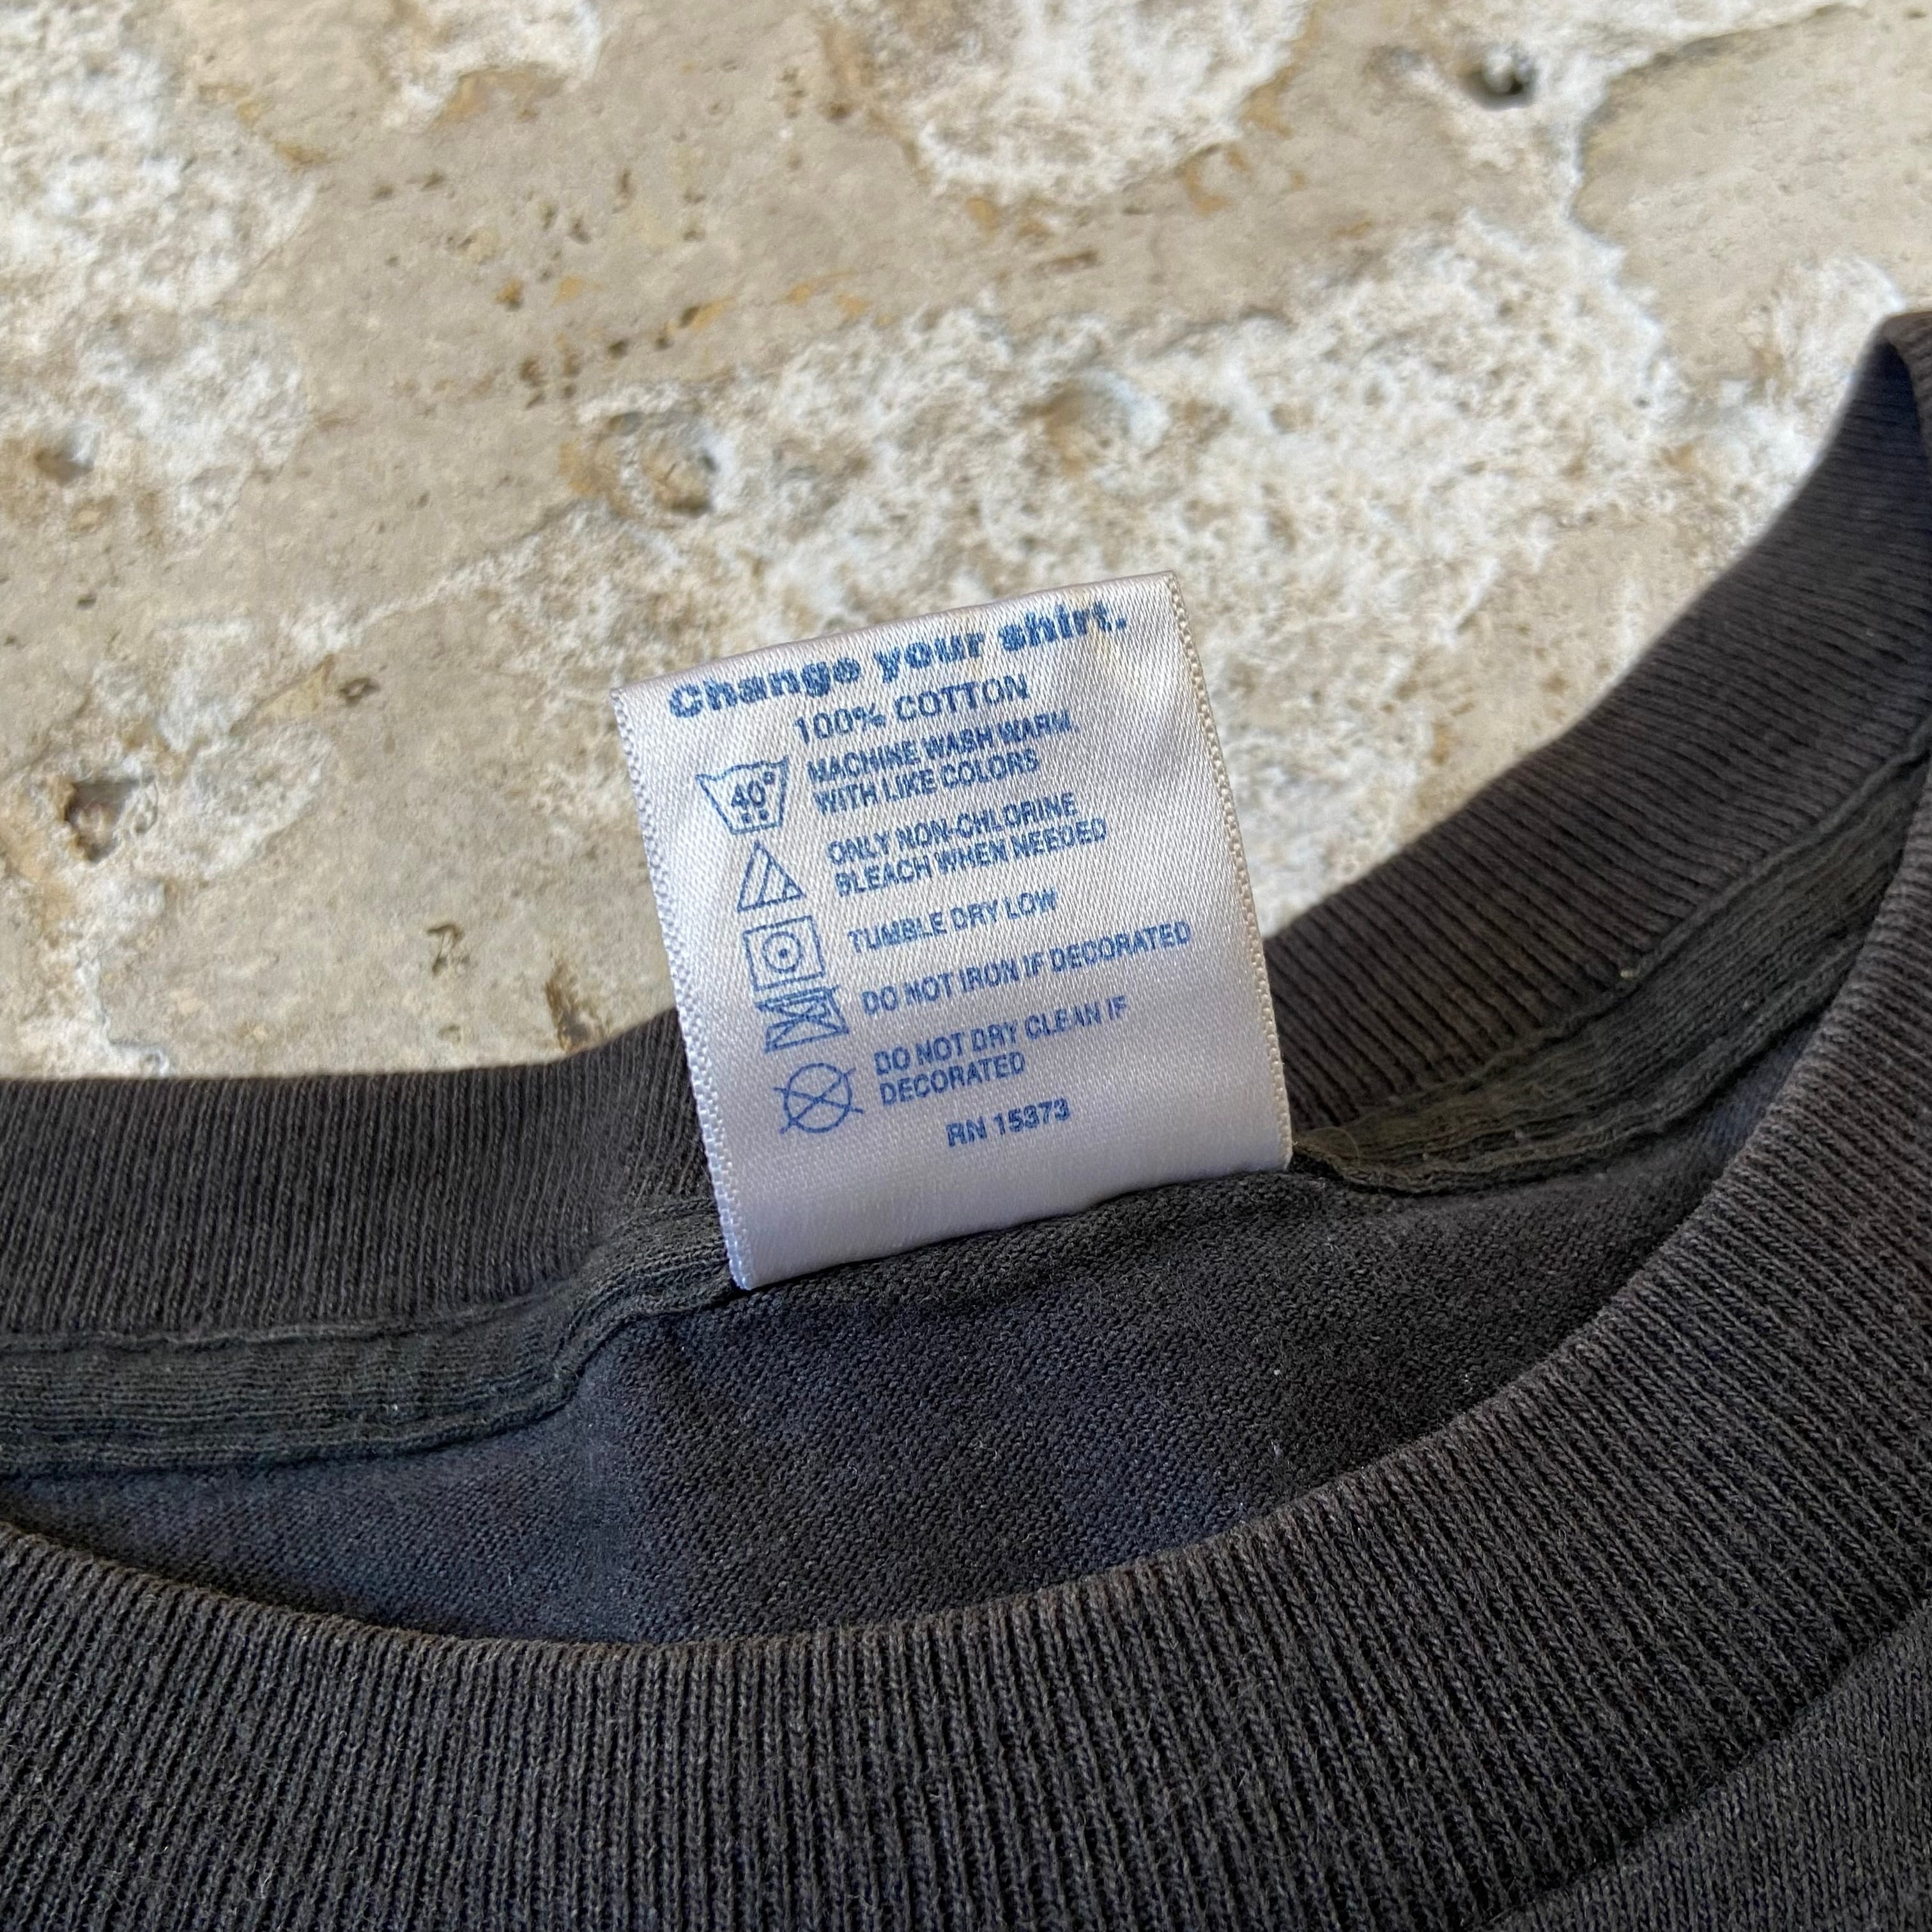 Change your shirt.
100% COTTON
40°
MACHINE WASH WARM
WITH LIKE COLORS
ONLY NON-CHLORINE
BLEACH WHEN NEEDED
TUMBLE DRY LOW
DO NOT IRON IF DECORATED
DO NOT DRY CLEAN IF
DECORATED
RN 15373